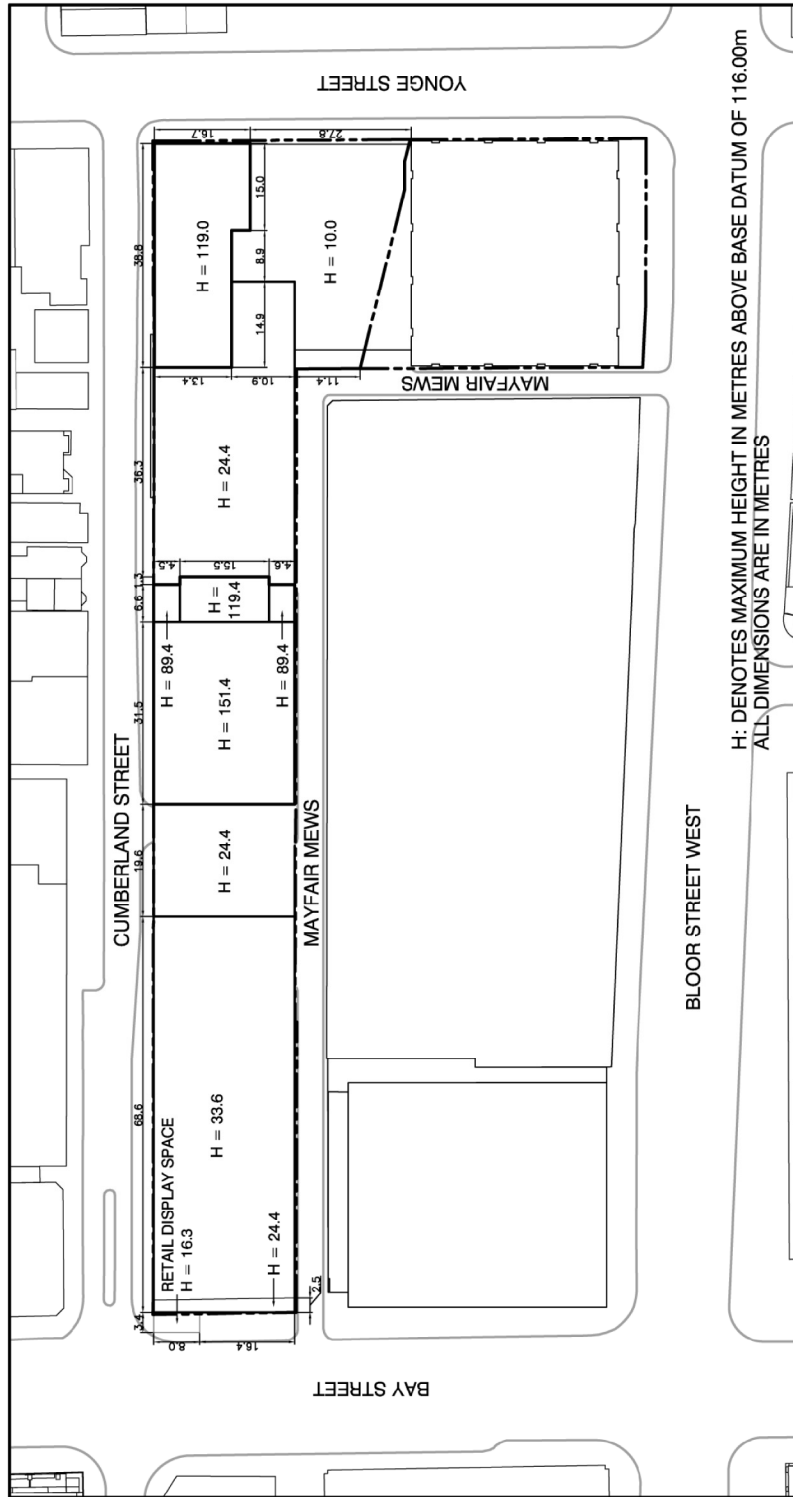 CUMBERLAND STREET
3.4
68.6
19.6
31.5
6.6
1.3
36.3
38.8
RETAIL DISPLAY SPACE
H = 16.3
8.0
16.4
H = 33.6
H = 24.4
2.5
H = 24.4
H = 89.4
H = 151.4
H = 89.4
4.5
15.5
4.6
H =
119.4
H = 24.4
13.4
10.9
11.4
H = 119.0
14.9
8.9
15.0
H = 10.0
16.7
27.8
MAYFAIR MEWS
MAYFAIR MEWS
BAY STREET
YONGE STREET
BLOOR STREET WEST
H: DENOTES MAXIMUM HEIGHT IN METRES ABOVE BASE DATUM OF 116.00m
ALL DIMENSIONS ARE IN METRES